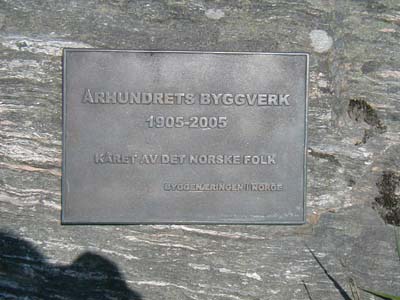 ÅRHUNDRETS BYGGVERK
1905-2005
KÅRET AV DET NORSKE FOLK
BYGGENÆRINGEN I NORGE